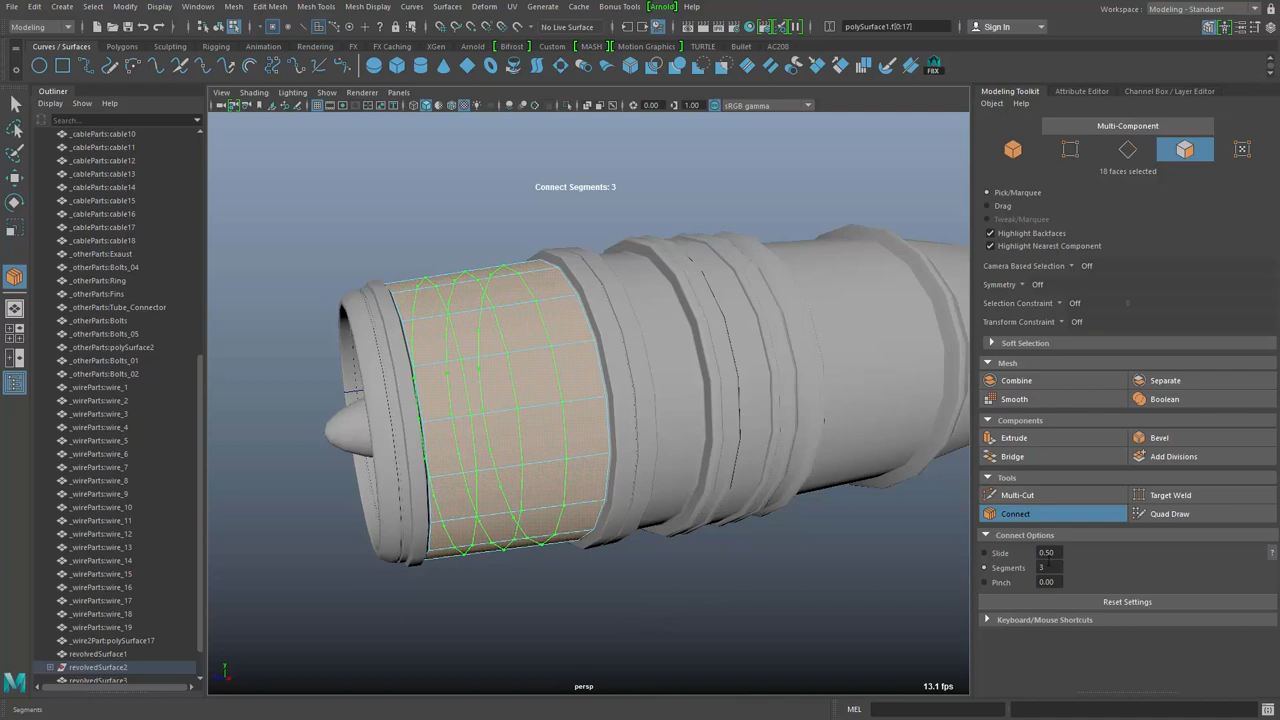 File Edit Create Select Modify Display Windows Mesh Edit Mesh Mesh Tools Mesh Display Curves Surfaces Deform UV Generate Cache Bonus Tools [Arnold] Help
Workspace : Modeling - Standard*
Modeling No Live Surface polySurface1.f[0:17] Sign In
Curves / Surfaces Polygons Sculpting Rigging Animation Rendering FX FX Caching XGen Arnold Bifrost Custom MASH Motion Graphics TURTLE Bullet AC208
FBX
Outliner
Display Show Help
Search...
_cableParts:cable10
_cableParts:cable11
_cableParts:cable12
_cableParts:cable13
_cableParts:cable14
_cableParts:cable15
_cableParts:cable16
_cableParts:cable17
_cableParts:cable18
_otherParts:Exaust
_otherParts:Bolts_04
_otherParts:Ring
_otherParts:Fins
_otherParts:Tube_Connector
_otherParts:Bolts
_otherParts:Bolts_05
_otherParts:polySurface2
_otherParts:Bolts_01
_otherParts:Bolts_02
_wireParts:wire_1
_wireParts:wire_2
_wireParts:wire_3
_wireParts:wire_4
_wireParts:wire_5
_wireParts:wire_6
_wireParts:wire_7
_wireParts:wire_8
_wireParts:wire_9
_wireParts:wire_10
_wireParts:wire_11
_wireParts:wire_12
_wireParts:wire_13
_wireParts:wire_14
_wireParts:wire_15
_wireParts:wire_16
_wireParts:wire_17
_wireParts:wire_18
_wireParts:wire_19
_wire2Part:polySurface17
revolvedSurface1
revolvedSurface2
revolvedSurface3
View Shading Lighting Show Renderer Panels
0.00 1.00 sRGB gamma
Connect Segments: 3
persp
13.1 fps
Modeling Toolkit Attribute Editor Channel Box / Layer Editor
Object Help
Multi-Component
18 faces selected
Pick/Marquee
Drag
Tweak/Marquee
Highlight Backfaces
Highlight Nearest Component
Camera Based Selection Off
Symmetry Off
Selection Constraint Off
Transform Constraint Off
Soft Selection
Mesh
Combine Separate
Smooth Boolean
Components
Extrude Bevel
Bridge Add Divisions
Tools
Multi-Cut Target Weld
Connect Quad Draw
Connect Options
Slide 0.50 ?
Segments 3
Pinch 0.00
Reset Settings
Keyboard/Mouse Shortcuts
Segments
MEL